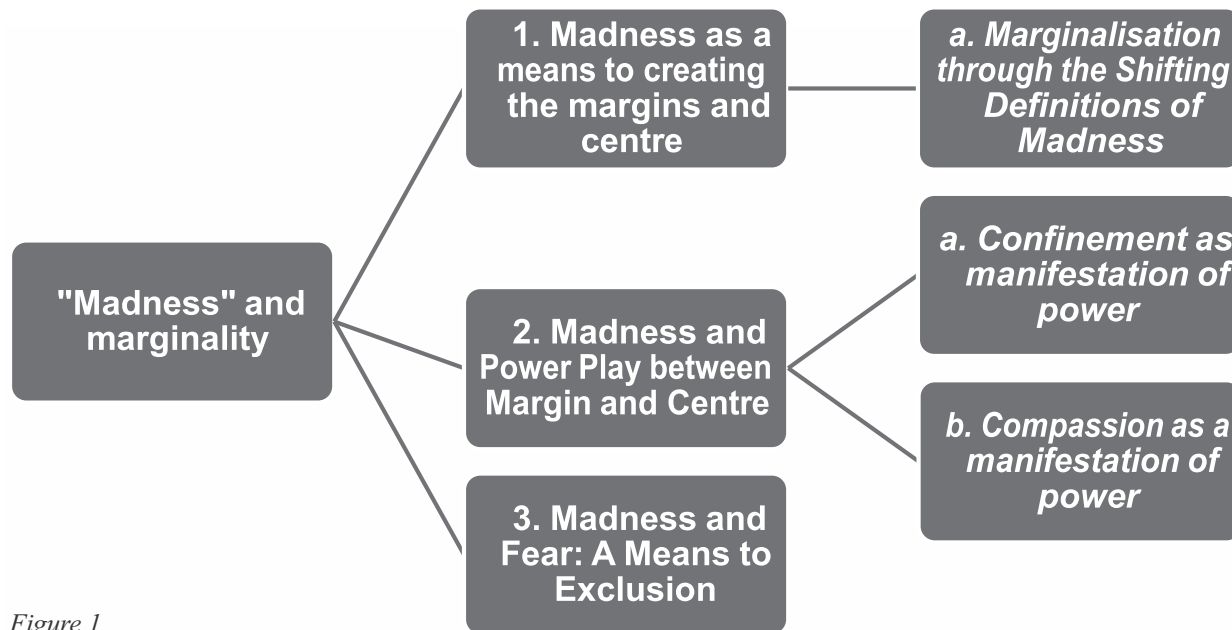 "Madness" and
marginality
1. Madness as a
means to creating
the margins and
centre
a. Marginalisation
through the Shifting
Definitions of
Madness
2. Madness and
Power Play between
Margin and Centre
a. Confinement as
manifestation of
power
b. Compassion as a
manifestation of
power
3. Madness and
Fear: A Means to
Exclusion
Figure 1